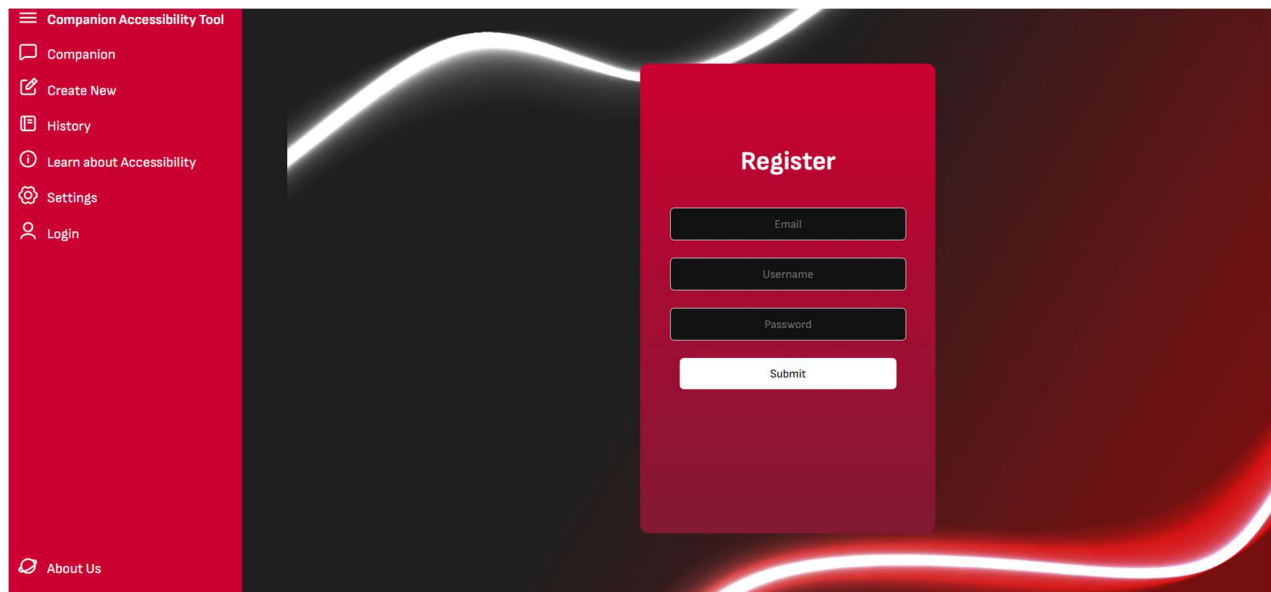 Companion Accessibility Tool
Companion
Create New
History
Learn about Accessibility
Settings
Login
About Us
Register
Email
Username
Password
Submit